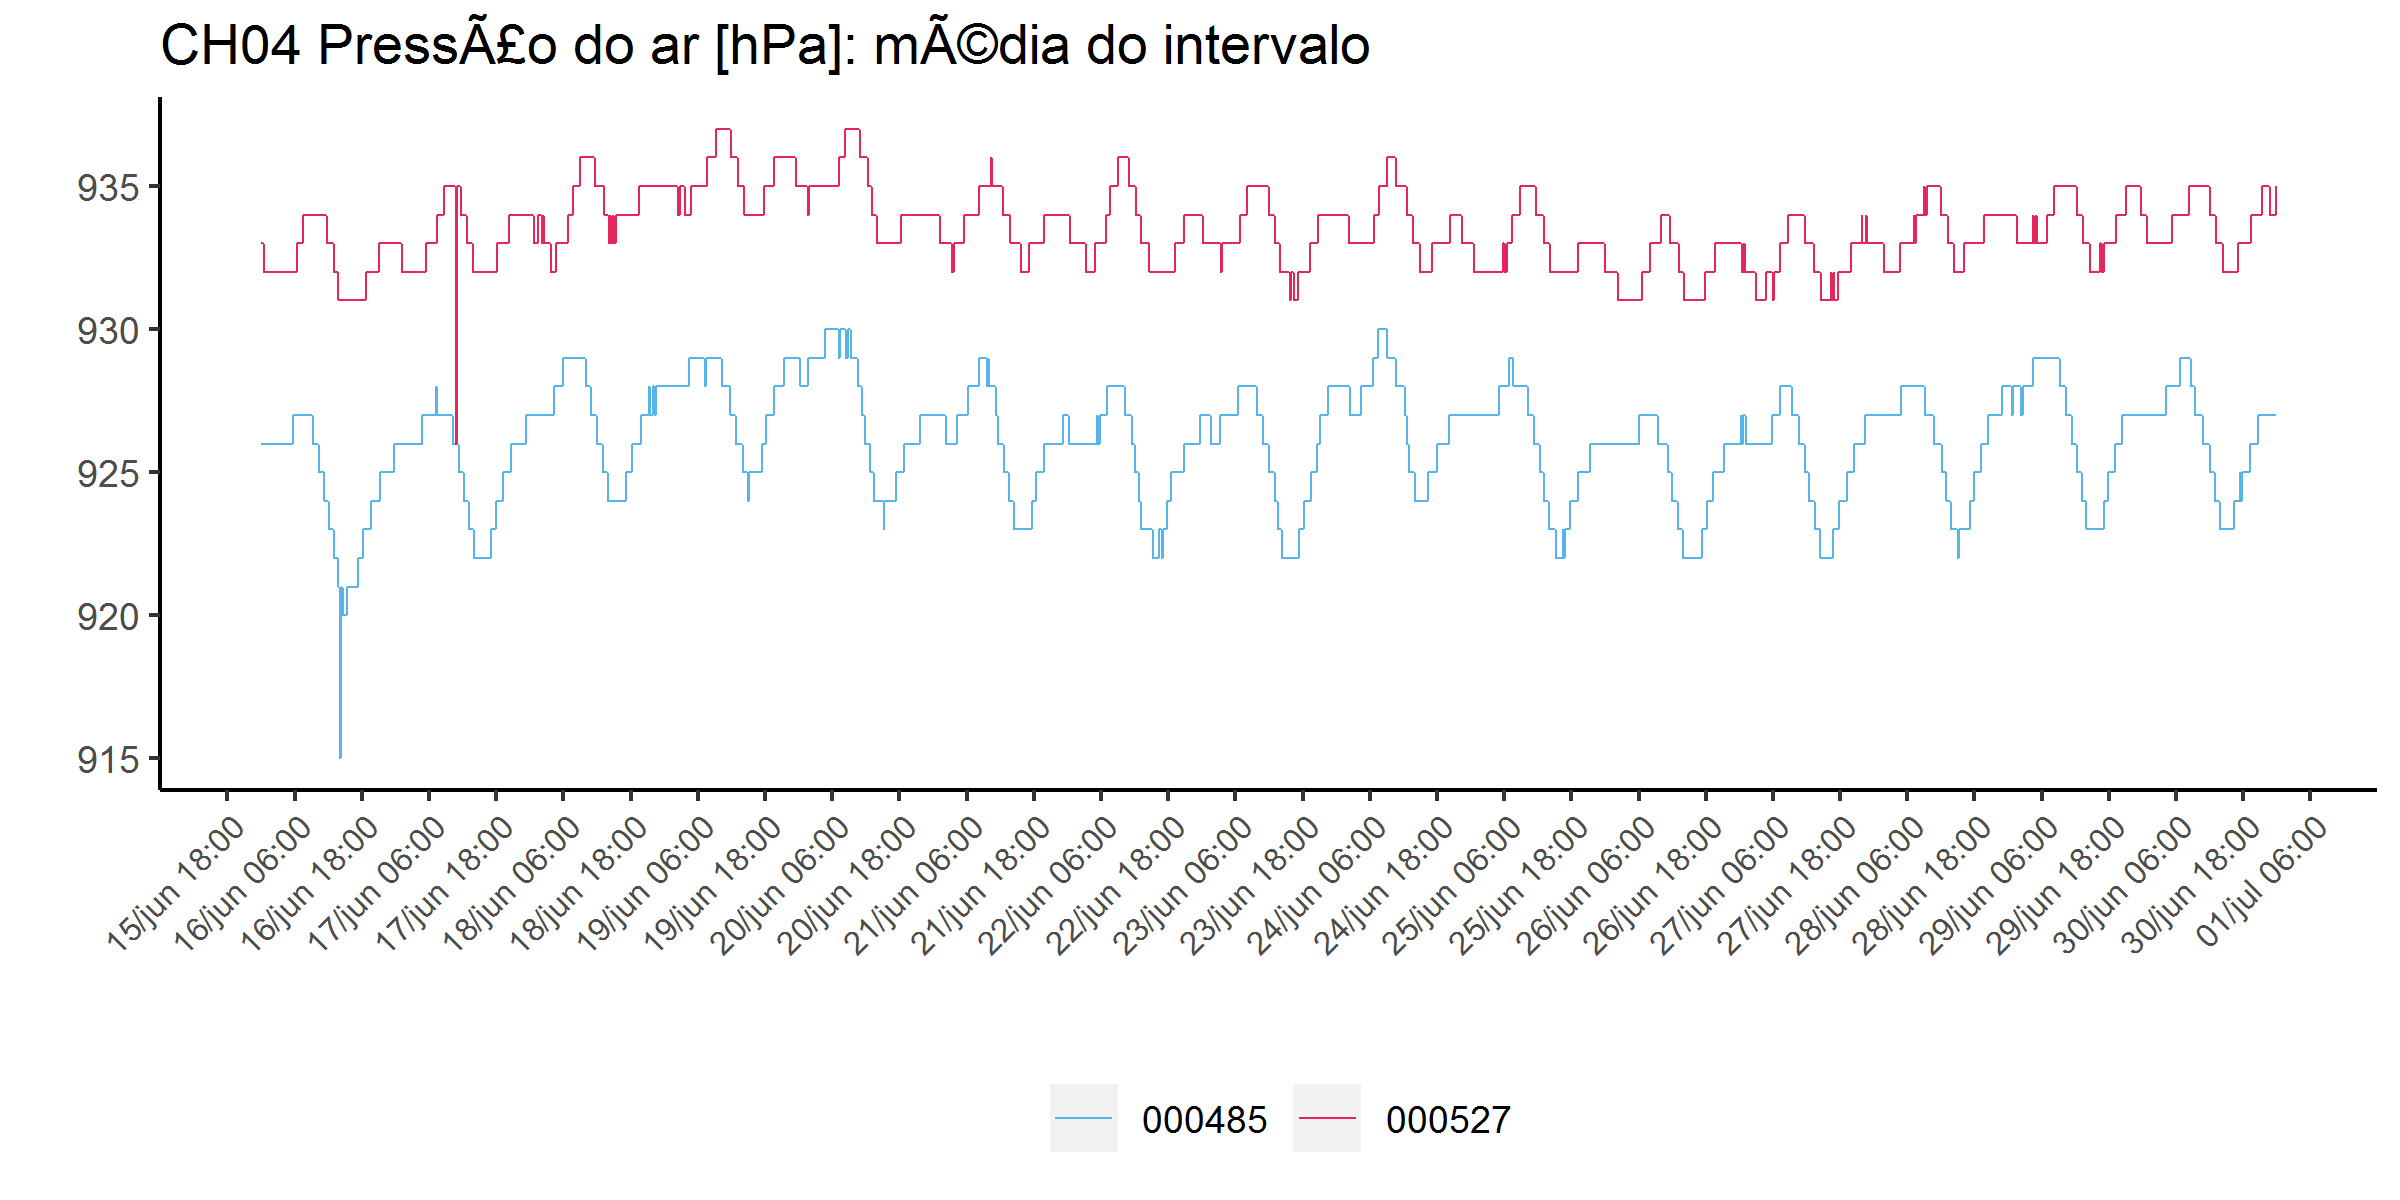 CH04 PressÃ£o do ar [hPa]: mÃ©dia do intervalo
935
930
925
920
915
15/jun 18:00
16/jun 06:00
16/jun 18:00
17/jun 06:00
17/jun 18:00
18/jun 06:00
18/jun 18:00
19/jun 06:00
19/jun 18:00
20/jun 06:00
20/jun 18:00
21/jun 06:00
21/jun 18:00
22/jun 06:00
22/jun 18:00
23/jun 06:00
23/jun 18:00
24/jun 06:00
24/jun 18:00
25/jun 06:00
25/jun 18:00
26/jun 06:00
26/jun 18:00
27/jun 06:00
27/jun 18:00
28/jun 06:00
28/jun 18:00
29/jun 06:00
29/jun 18:00
30/jun 06:00
30/jun 18:00
01/jul 06:00
000485
000527